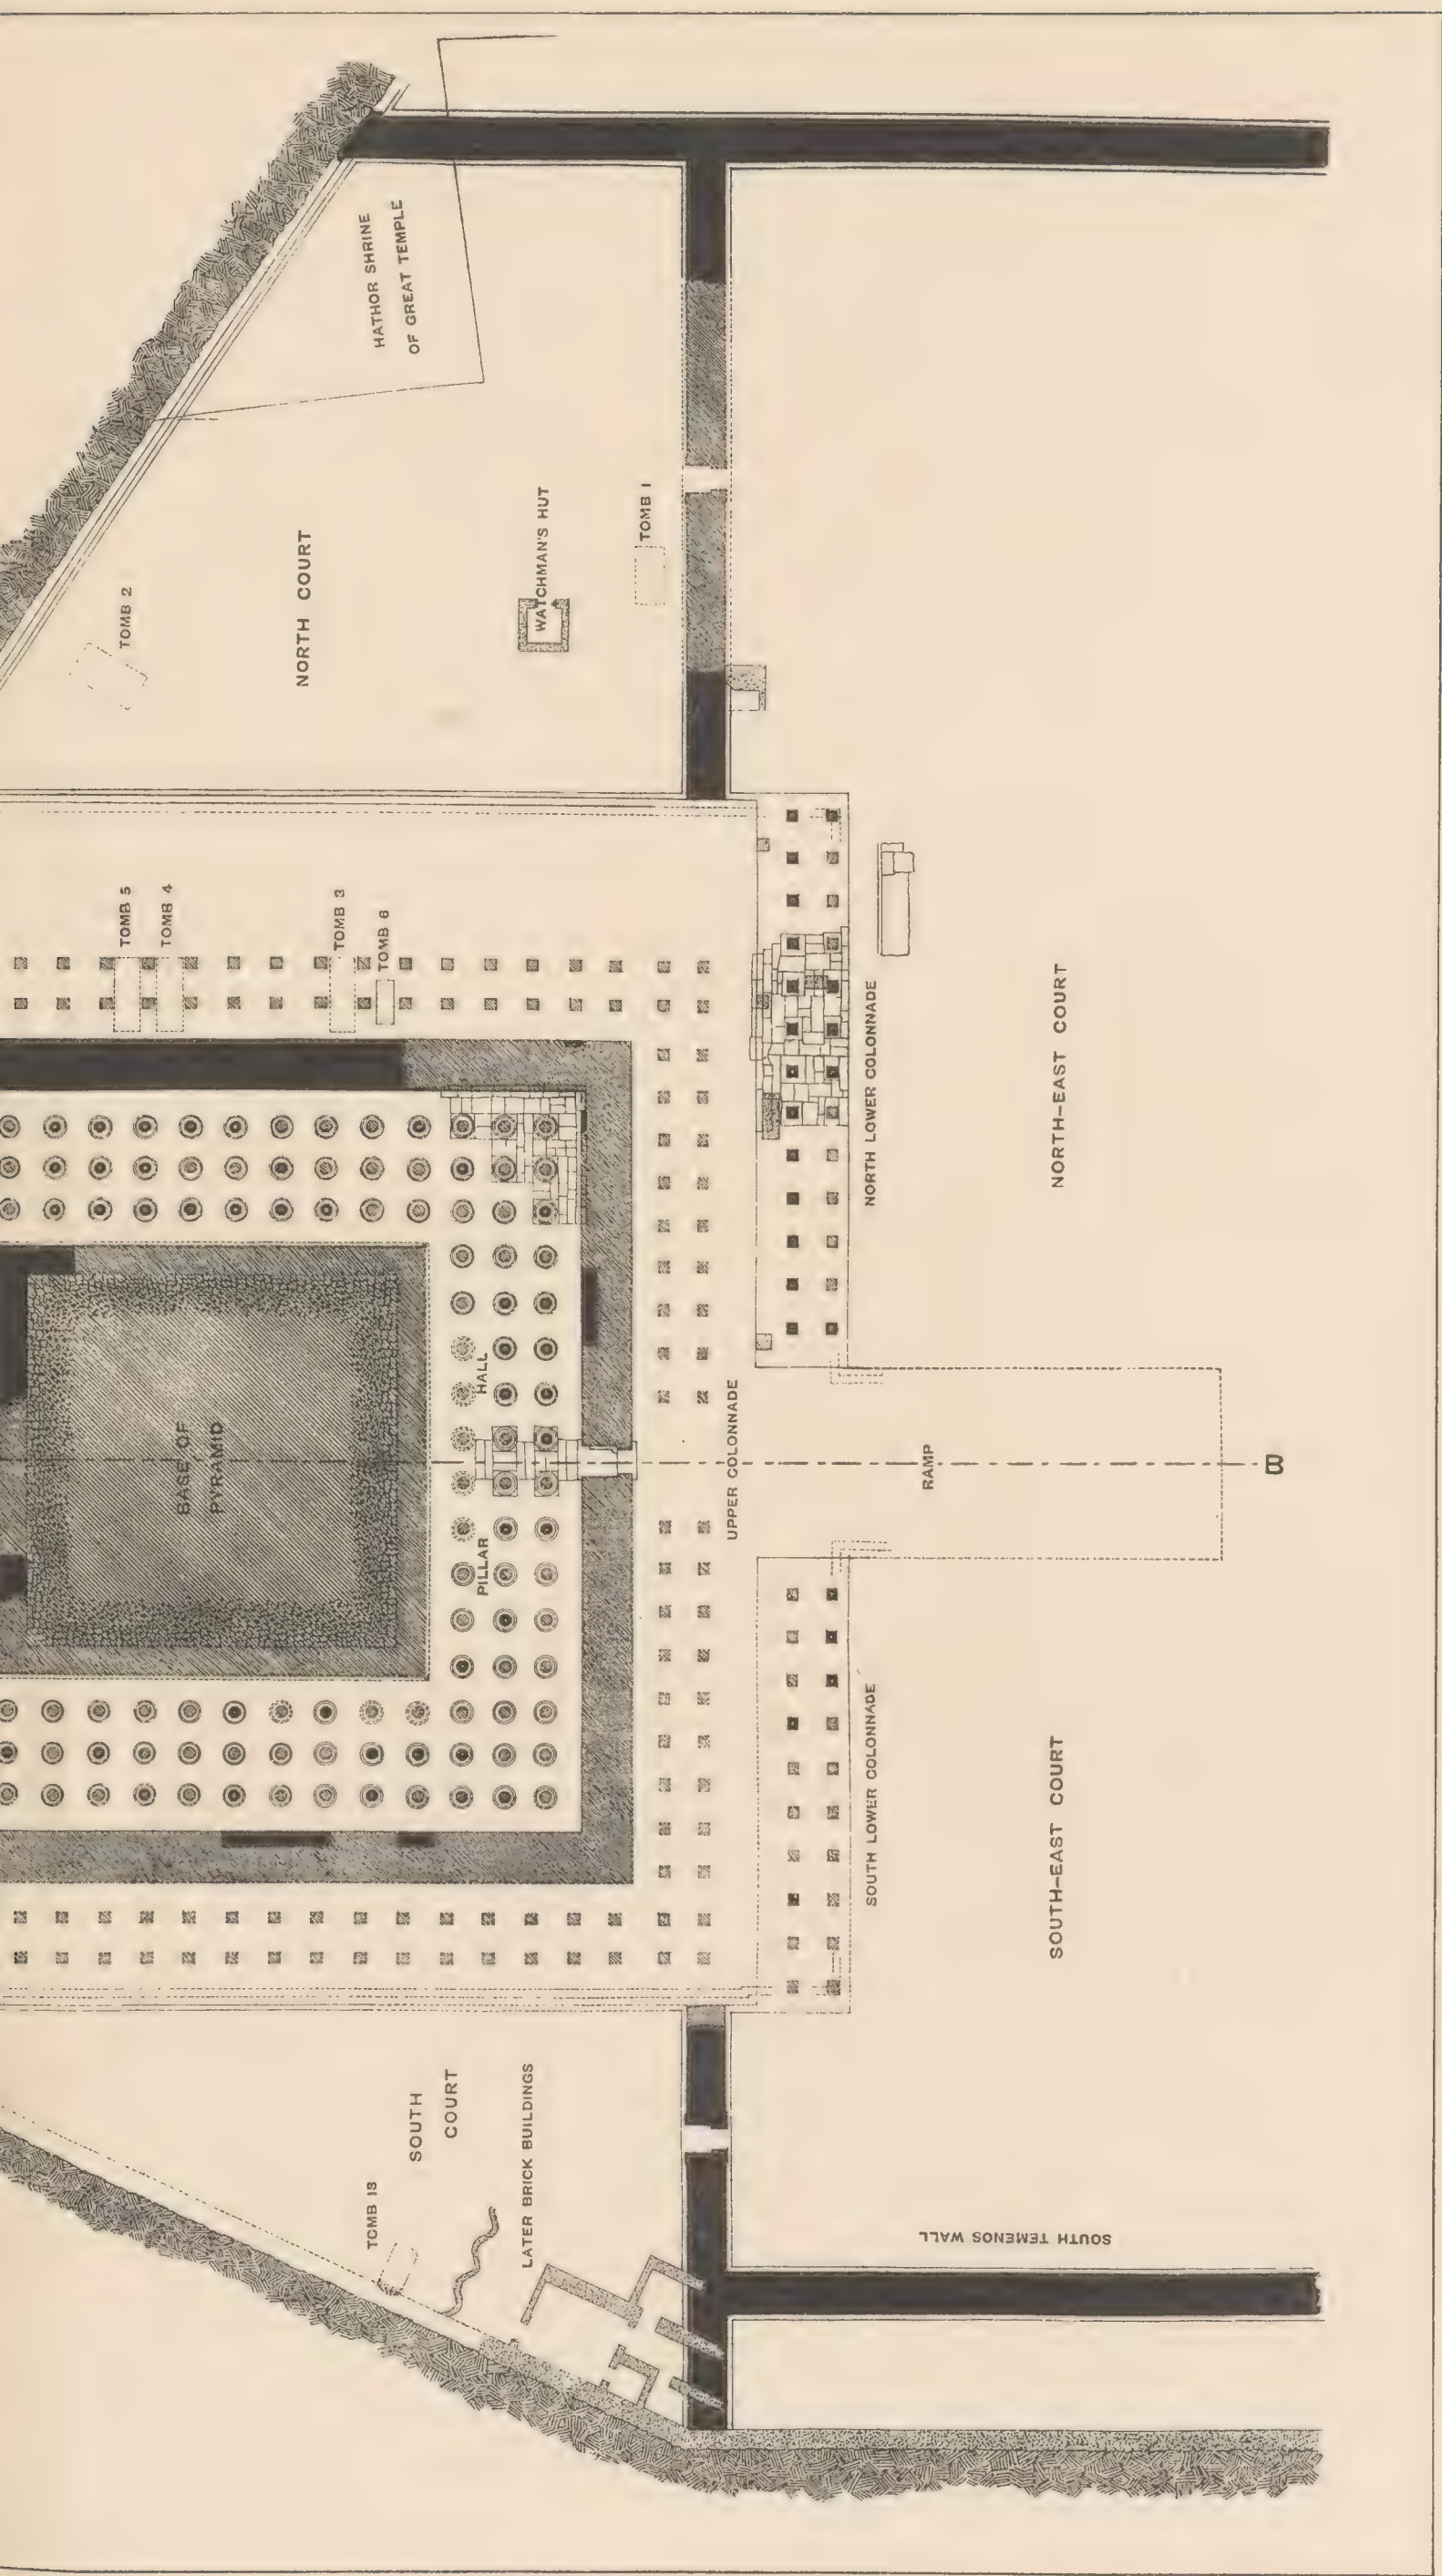 HATHOR SHRINE
OF GREAT TEMPLE
WATCHMAN'S HUT
TOMB 1
NORTH COURT
TOMB 2
TOMB 5
TOMB 4
TOMB 3
TOMB 6
NORTH LOWER COLONNADE
NORTH-EAST COURT
HALL
PILLAR
BASE OF
PYRAMID
UPPER COLONNADE
RAMP
B
SOUTH LOWER COLONNADE
SOUTH-EAST COURT
SOUTH
COURT
LATER BRICK BUILDINGS
TOMB 13
SOUTH TEMENOS WALL